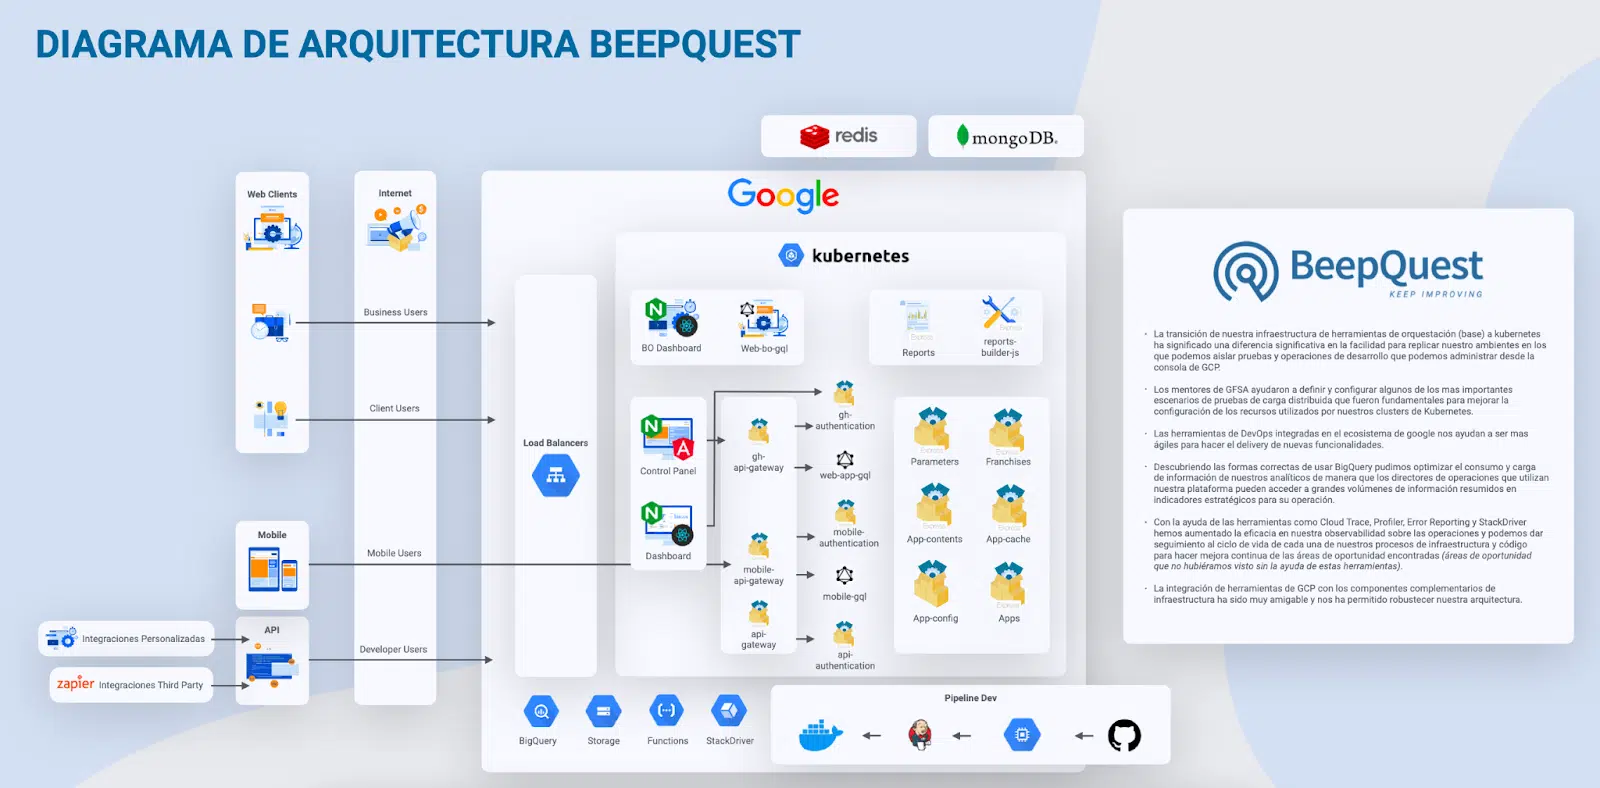 DIAGRAMA DE ARQUITECTURA BEEPQUEST
redis
mongoDB.
Web Clients
Internet
Google
kubernetes
BO Dashboard
Web-bo-gql
Express
Reports
Express
reports-
builder-js
Business Users
Client Users
Load Balancers
Control Panel
Dashboard
gh-
api-gateway
mobile-
api-gateway
api-
gateway
gh-
authentication
web-app-gql
mobile-
authentication
mobile-gql
api-
authentication
Express
Parameters
Express
Franchises
Express
App-contents
Express
App-cache
App-config
Express
Apps
Mobile
Mobile Users
API
Integraciones Personalizadas
zapier Integraciones Third Party
Developer Users
BigQuery
Storage
Functions
StackDriver
Pipeline Dev
BeepQuest
KEEP IMPROVING
· La transición de nuestra infraestructura de herramientas de orquestación (base) a kubernetes
ha significado una diferencia significativa en la facilidad para replicar nuestro ambientes en los
que podemos aislar pruebas y operaciones de desarrollo que podemos administrar desde la
consola de GCP.
· Los mentores de GFSA ayudaron a definir y configurar algunos de los mas importantes
escenarios de pruebas de carga distribuida que fueron fundamentales para mejorar la
configuración de los recursos utilizados por nuestros clusters de Kubernetes.
· Las herramientas de DevOps integradas en el ecosistema de google nos ayudan a ser mas
ágiles para hacer el delivery de nuevas funcionalidades.
· Descubriendo las formas correctas de usar BigQuery pudimos optimizar el consumo y carga
de información de nuestros analíticos de manera que los directores de operaciones que utilizan
nuestra plataforma pueden acceder a grandes volúmenes de información resumidos en
indicadores estratégicos para su operación.
· Con la ayuda de las herramientas como Cloud Trace, Profiler, Error Reporting y StackDriver
hemos aumentado la eficacia en nuestra observabilidad sobre las operaciones y podemos dar
seguimiento al ciclo de vida de cada una de nuestros procesos de infraestructura y código
para hacer mejora continua de las áreas de oportunidad encontradas (áreas de oportunidad
que no hubiéramos visto sin la ayuda de estas herramientas).
· La integración de herramientas de GCP con los componentes complementarios de
infraestructura ha sido muy amigable y nos ha permitido robustecer nuestra arquitectura.